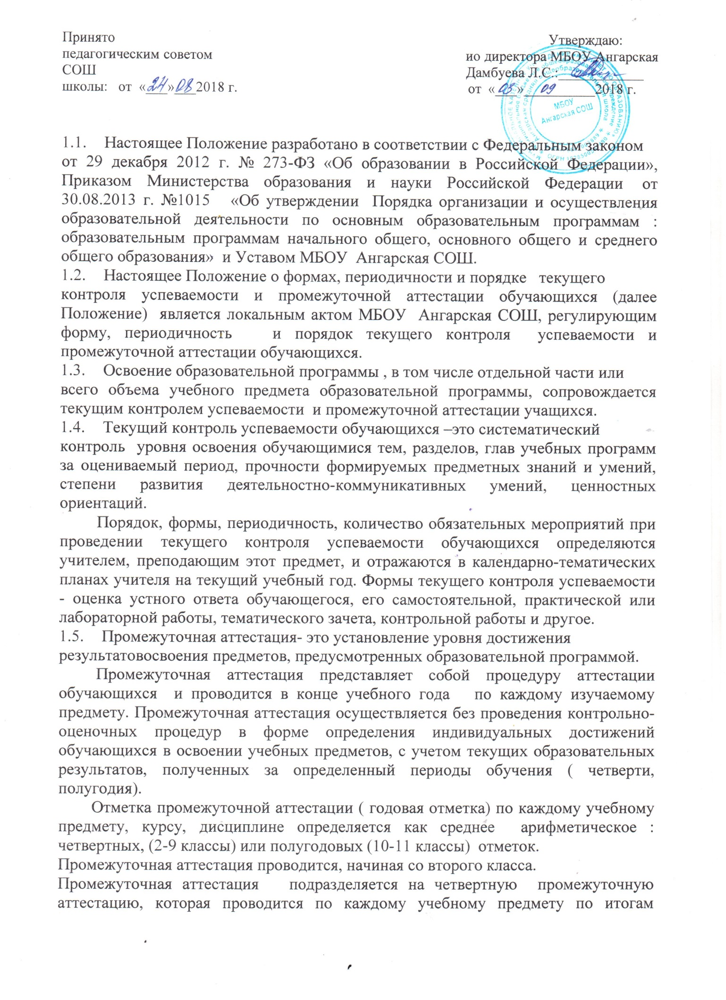 Принято
педагогическим советом
СОШ
школы: от «24» 08 2018 г.
Утверждаю:
ио директора МБОУ Ангарская
Дамбуева Л.С.:
от «03» 09 2018 г.
МБОУ
Ангарская СОШ
1.1. Настоящее Положение разработано в соответствии с Федеральным законом
от 29 декабря 2012 г. № 273-ФЗ «Об образовании в Российской Федерации»,
Приказом Министерства образования и науки Российской Федерации от
30.08.2013 г. №1015 «Об утверждении Порядка организации и осуществления
образовательной деятельности по основным образовательным программам :
образовательным программам начального общего, основного общего и среднего
общего образования» и Уставом МБОУ Ангарская СОШ.
1.2. Настоящее Положение о формах, периодичности и порядке текущего
контроля успеваемости и промежуточной аттестации обучающихся (далее
Положение) является локальным актом МБОУ Ангарская СОШ, регулирующим
форму, периодичность и порядок текущего контроля успеваемости и
промежуточной аттестации обучающихся.
1.3. Освоение образовательной программы , в том числе отдельной части или
всего объема учебного предмета образовательной программы, сопровождается
текущим контролем успеваемости и промежуточной аттестации учащихся.
1.4. Текущий контроль успеваемости обучающихся –это систематический
контроль уровня освоения обучающимися тем, разделов, глав учебных программ
за оцениваемый период, прочности формируемых предметных знаний и умений,
степени развития деятельностно-коммуникативных умений, ценностных
ориентаций.
Порядок, формы, периодичность, количество обязательных мероприятий при
проведении текущего контроля успеваемости обучающихся определяются
учителем, преподающим этот предмет, и отражаются в календарно-тематических
планах учителя на текущий учебный год. Формы текущего контроля успеваемости
- оценка устного ответа обучающегося, его самостоятельной, практической или
лабораторной работы, тематического зачета, контрольной работы и другое.
1.5. Промежуточная аттестация- это установление уровня достижения
результатовосвоения предметов, предусмотренных образовательной программой.
Промежуточная аттестация представляет собой процедуру аттестации
обучающихся и проводится в конце учебного года по каждому изучаемому
предмету. Промежуточная аттестация осуществляется без проведения контрольно-
оценочных процедур в форме определения индивидуальных достижений
обучающихся в освоении учебных предметов, с учетом текущих образовательных
результатов, полученных за определенный периоды обучения ( четверти,
полугодия).
Отметка промежуточной аттестации ( годовая отметка) по каждому учебному
предмету, курсу, дисциплине определяется как среднее арифметическое :
четвертных, (2-9 классы) или полугодовых (10-11 классы) отметок.
Промежуточная аттестация проводится, начиная со второго класса.
Промежуточная аттестация подразделяется на четвертную промежуточную
аттестацию, которая проводится по каждому учебному предмету по итогам